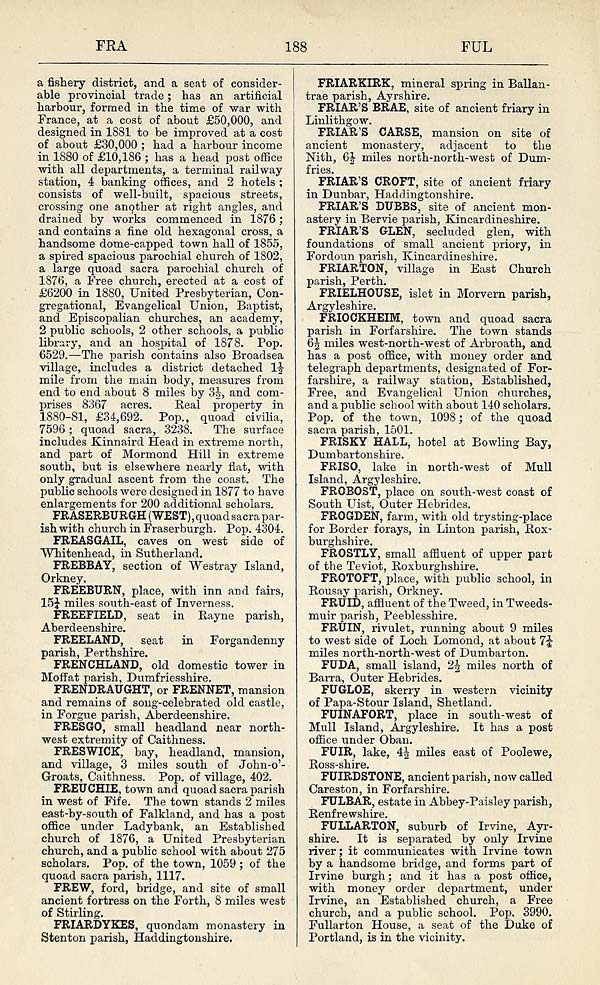 FRA 188 FUL
a fishery district, and a seat of consider-
able provincial trade; has an artificial
harbour, formed in the time of war with
France, at a cost of about £50,000, and
designed in 1881 to be improved at a cost
of about £30,000; had a harbour income
in 1880 of £10,186; has a head post office
with all departments, a terminal railway
station, 4 banking offices, and 2 hotels;
consists of well-built, spacious streets,
crossing one another at right angles, and
drained by works commenced in 1876;
and contains a fine old hexagonal cross, a
handsome dome-capped town hall of 1855,
a spired spacious parochial church of 1802,
a large quoad sacra parochial church of
1876, a Free church, erected at a cost of
£6200 in 1880, United Presbyterian, Con-
gregational, Evangelical Union, Baptist,
and Episcopalian churches, an academy,
2 public schools, 2 other schools, a public
library, and an hospital of 1878. Pop.
6529.—The parish contains also Broadsea
village, includes a district detached 1½
mile from the main body, measures from
end to end about 8 miles by 3½, and com-
prises 8367 acres. Real property in
1880-81, £34,692. Pop., quoad civilia,
7596; quoad sacra, 3238. The surface
includes Kinnaird Head in extreme north,
and part of Mormond Hill in extreme
south, but is elsewhere nearly flat, with
only gradual ascent from the coast. The
public schools were designed in 1877 to have
enlargements for 200 additional scholars.
FRASERBURGH (WEST), quoad sacra par-
ish with church in Fraserburgh. Pop. 4304.
FREASGAIL, caves on west side of
Whitenhead, in Sutherland.
FREBBAY, section of Westray Island,
Orkney.
FREEBURN, place, with inn and fairs,
15¼ miles south-east of Inverness.
FREEFIELD, seat in Rayne parish,
Aberdeenshire.
FREELAND, seat in Forgandenny
parish, Perthshire.
FRENCHLAND, old domestic tower in
Moffat parish, Dumfriesshire.
FRENDRAUGHT, or FRENNET, mansion
and remains of song-celebrated old castle,
in Forgue parish, Aberdeenshire.
FRESGO, small headland near north-
west extremity of Caithness.
FRESWICK, bay, headland, mansion,
and village, 3 miles south of John-o'-
Groats, Caithness. Pop. of village, 402.
FREUCHIE, town and quoad sacra parish
in west of Fife. The town stands 2 miles
east-by-south of Falkland, and has a post
office under Ladybank, an Established
church of 1876, a United Presbyterian
church, and a public school with about 275
scholars. Pop. of the town, 1059; of the
quoad sacra parish, 1117.
FREW, ford, bridge, and site of small
ancient fortress on the Forth, 8 miles west
of Stirling.
FRIARDYKES, quondam monastery in
Stenton parish, Haddingtonshire.
FRIARKIRK, mineral spring in Ballan-
trae parish, Ayrshire.
FRIAR'S BRAE, site of ancient friary in
Linlithgow.
FRIAR'S CARSE, mansion on site of
ancient monastery, adjacent to the
Nith, 6½ miles north-north-west of Dum-
fries.
FRIAR'S CROFT, site of ancient friary
in Dunbar, Haddingtonshire.
FRIAR'S DUBBS, site of ancient mon-
astery in Bervie parish, Kincardineshire.
FRIAR'S GLEN, secluded glen, with
foundations of small ancient priory, in
Fordoun parish, Kincardineshire.
FRIARTON, village in East Church
parish, Perth.
FRIELHOUSE, islet in Morvern parish,
Argyleshire.
FRIOCKHEIM, town and quoad sacra
parish in Forfarshire. The town stands
6½ miles west-north-west of Arbroath, and
has a post office, with money order and
telegraph departments, designated of For-
farshire, a railway station, Established,
Free, and Evangelical Union churches,
and a public school with about 140 scholars.
Pop. of the town, 1098; of the quoad
sacra parish, 1501.
FRISKY HALL, hotel at Bowling Bay,
Dumbartonshire.
FRISO, lake in north-west of Mull
Island, Argyleshire.
FROBOST, place on south-west coast of
South Uist, Outer Hebrides.
FROGDEN, farm, with old trysting-place
for Border forays, in Linton parish, Rox-
burghshire.
FROSTLY, small affluent of upper part
of the Teviot, Roxburghshire.
FROTOFT, place, with public school, in
Rousay parish, Orkney.
FRUID, affluent of the Tweed, in Tweeds-
muir parish, Peeblesshire.
FRUIN, rivulet, running about 9 miles
to west side of Loch Lomond, at about 7¼
miles north-north-west of Dumbarton.
FUDA, small island, 2½ miles north of
Barra, Outer Hebrides.
FUGLOE, skerry in western vicinity
of Papa-Stour Island, Shetland.
FUINAFORT, place in south-west of
Mull Island, Argyleshire. It has a post
office under Oban.
FUIR, lake, 4½ miles east of Poolewe,
Ross-shire.
FUIRDSTONE, ancient parish, now called
Careston, in Forfarshire.
FULBAR, estate in Abbey-Paisley parish,
Renfrewshire.
FULLARTON, suburb of Irvine, Ayr-
shire. It is separated by only Irvine
river; it communicates with Irvine town
by a handsome bridge, and forms part of
Irvine burgh; and it has a post office,
with money order department, under
Irvine, an Established church, a Free
church, and a public school. Pop. 3990.
Fullarton House, a seat of the Duke of
Portland, is in the vicinity.